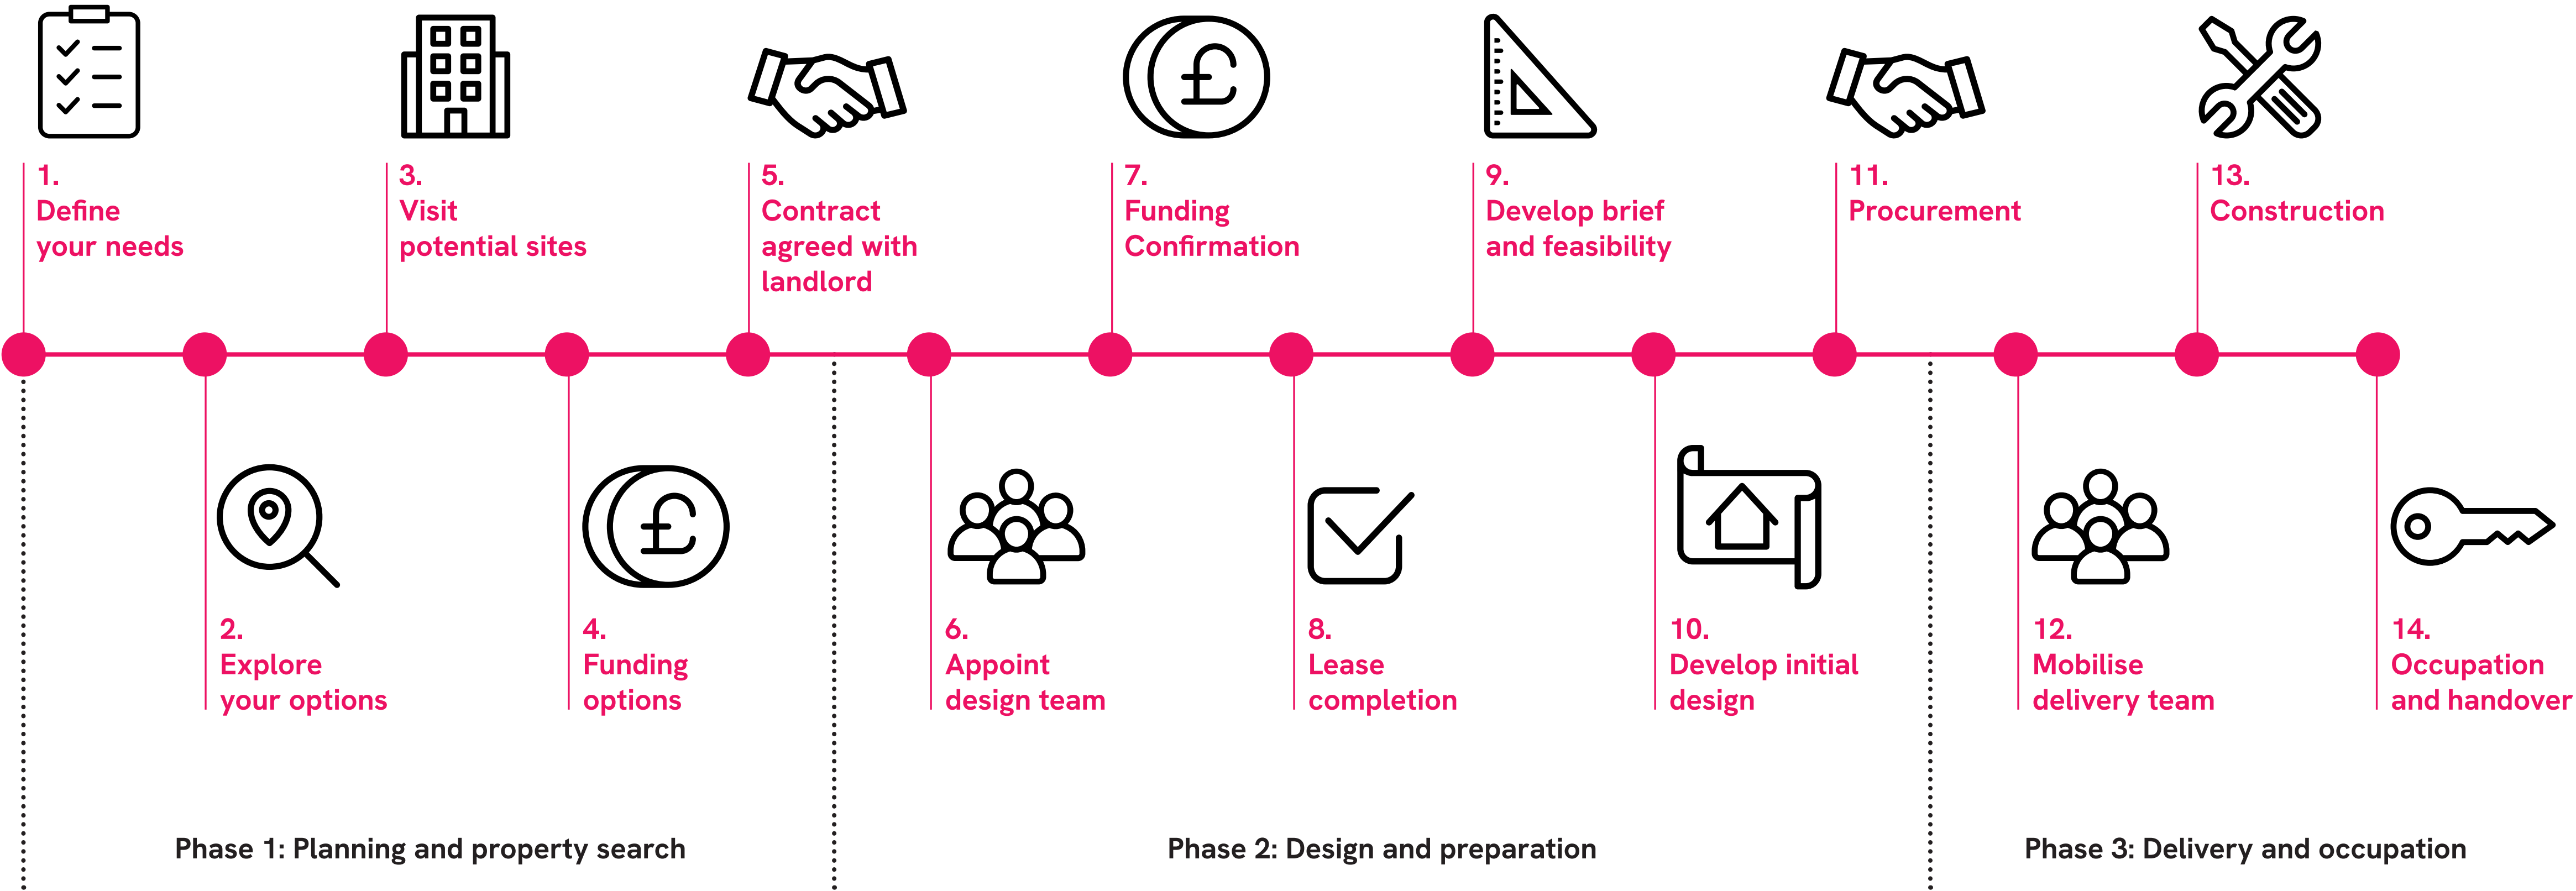 1.
Define
your needs
2.
Explore
your options
3.
Visit
potential sites
4.
Funding
options
5.
Contract
agreed with
landlord
6.
Appoint
design team
7.
Funding
Confirmation
8.
Lease
completion
9.
Develop brief
and feasibility
10.
Develop initial
design
11.
Procurement
12.
Mobilise
delivery team
13.
Construction
14.
Occupation
and handover
Phase 1: Planning and property search
Phase 2: Design and preparation
Phase 3: Delivery and occupation